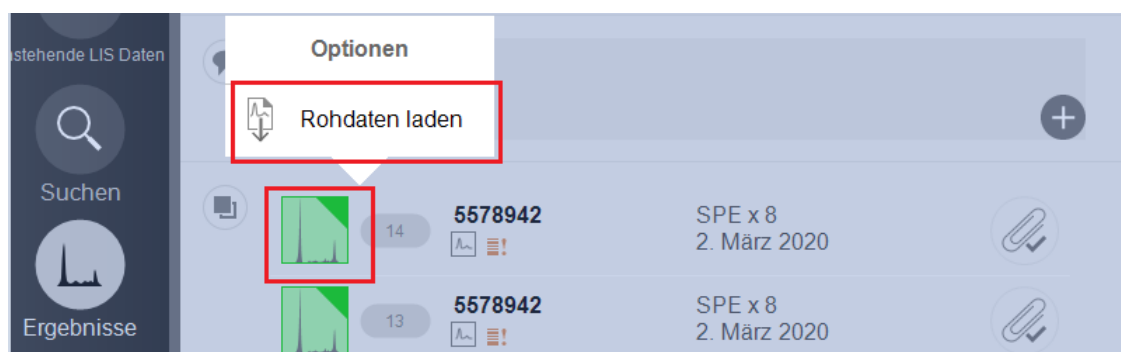 nstehende LIS Daten
Suchen
Ergebnisse
Optionen
Rohdaten laden
14
5578942
SPE x 8
2. März 2020
13
5578942
SPE x 8
2. März 2020